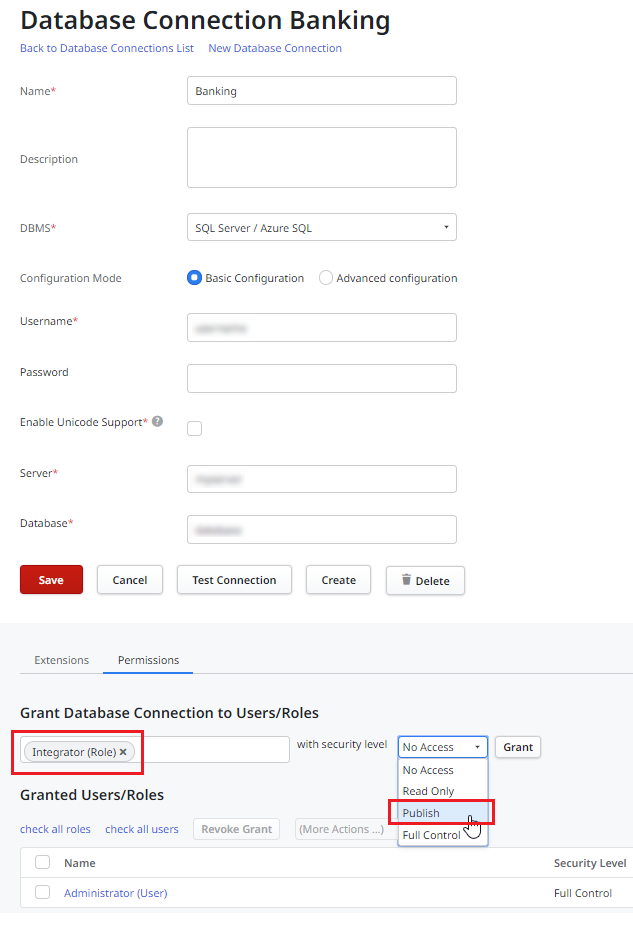 Database Connection Banking
Back to Database Connections List New Database Connection
Name* Banking
Description
DBMS* SQL Server / Azure SQL
Configuration Mode Basic Configuration Advanced configuration
Username*
Password
Enable Unicode Support* ?
Server*
Database*
Save Cancel Test Connection Create Delete
Extensions Permissions
Grant Database Connection to Users/Roles
Integrator (Role) × with security level No Access Grant
No Access
Read Only
Publish
Full Control
Granted Users/Roles
check all roles check all users Revoke Grant (More Actions ...)
Name Security Level
Administrator (User) Full Control